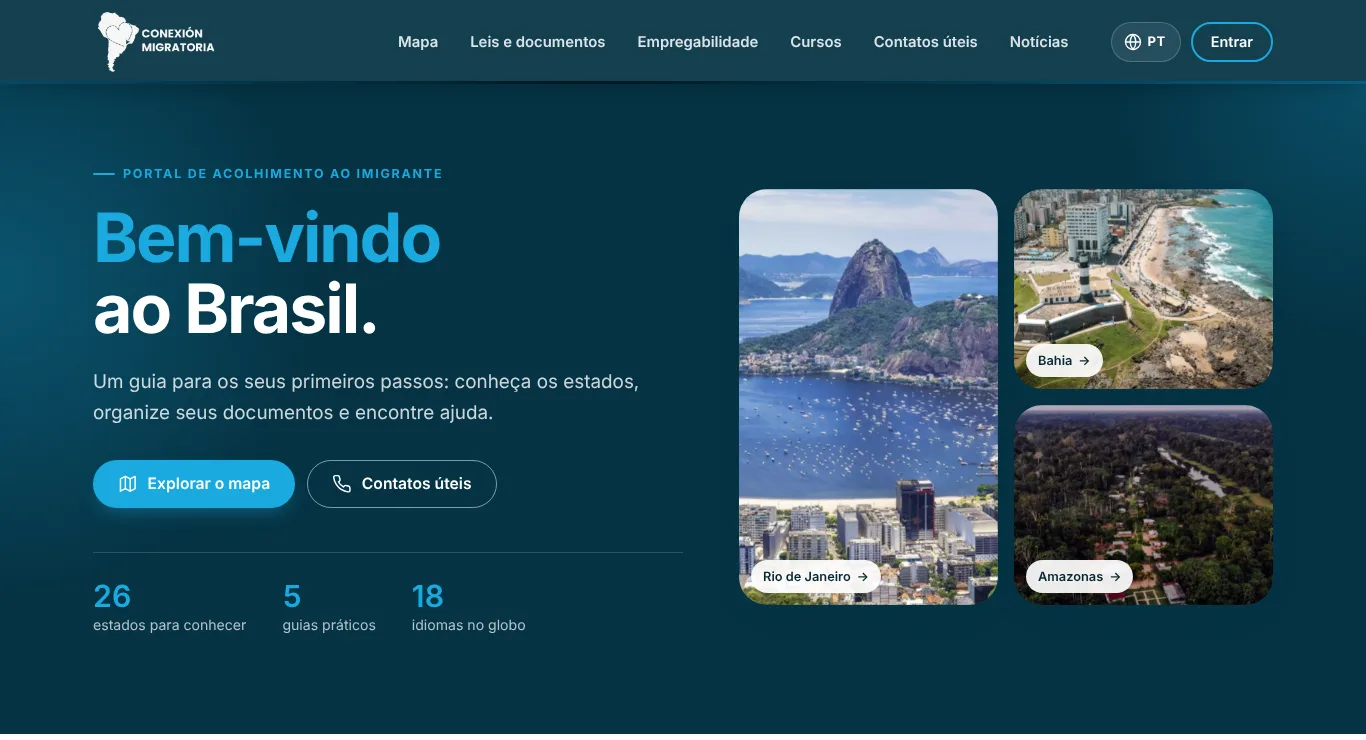 CONEXIÓN
MIGRATORIA
Mapa
Leis e documentos
Empregabilidade
Cursos
Contatos úteis
Notícias
PT
Entrar
PORTAL DE ACOLHIMENTO AO IMIGRANTE
Bem-vindo
ao Brasil.
Um guia para os seus primeiros passos: conheça os estados,
organize seus documentos e encontre ajuda.
Explorar o mapa
Contatos úteis
26
estados para conhecer
5
guias práticos
18
idiomas no globo
Rio de Janeiro →
Bahia →
Amazonas →